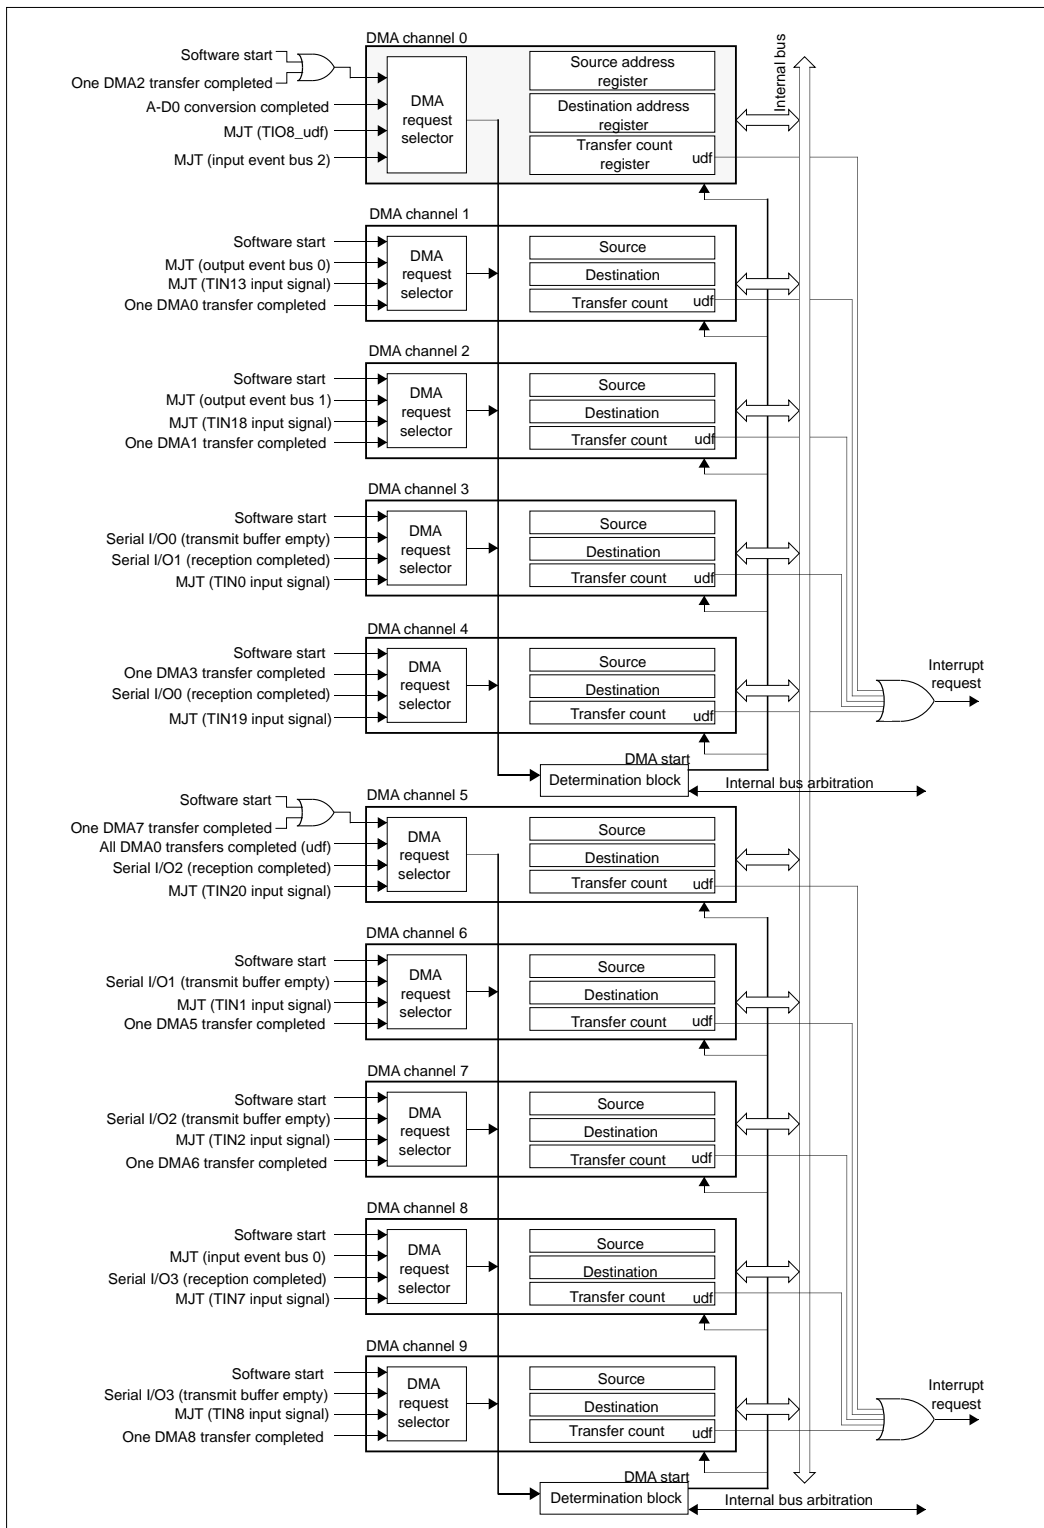 DMA channel 0
Software start
One DMA2 transfer completed
A-D0 conversion completed
MJT (TIO8_udf)
MJT (input event bus 2)
DMA
request
selector
Source address
register
Destination address
register
Transfer count
register
udf
Internal bus
DMA channel 1
Software start
MJT (output event bus 0)
MJT (TIN13 input signal)
One DMA0 transfer completed
DMA
request
selector
Source
Destination
Transfer count
udf
DMA channel 2
Software start
MJT (output event bus 1)
MJT (TIN18 input signal)
One DMA1 transfer completed
DMA
request
selector
Source
Destination
Transfer count
udf
DMA channel 3
Software start
Serial I/O0 (transmit buffer empty)
Serial I/O1 (reception completed)
MJT (TIN0 input signal)
DMA
request
selector
Source
Destination
Transfer count
udf
DMA channel 4
Software start
One DMA3 transfer completed
Serial I/O0 (reception completed)
MJT (TIN19 input signal)
DMA
request
selector
Source
Destination
Transfer count
udf
Interrupt
request
DMA start
Determination block
Internal bus arbitration
DMA channel 5
Software start
One DMA7 transfer completed
All DMA0 transfers completed (udf)
Serial I/O2 (reception completed)
MJT (TIN20 input signal)
DMA
request
selector
Source
Destination
Transfer count
udf
DMA channel 6
Software start
Serial I/O1 (transmit buffer empty)
MJT (TIN1 input signal)
One DMA5 transfer completed
DMA
request
selector
Source
Destination
Transfer count
udf
DMA channel 7
Software start
Serial I/O2 (transmit buffer empty)
MJT (TIN2 input signal)
One DMA6 transfer completed
DMA
request
selector
Source
Destination
Transfer count
udf
DMA channel 8
Software start
MJT (input event bus 0)
Serial I/O3 (reception completed)
MJT (TIN7 input signal)
DMA
request
selector
Source
Destination
Transfer count
udf
DMA channel 9
Software start
Serial I/O3 (transmit buffer empty)
MJT (TIN8 input signal)
One DMA8 transfer completed
DMA
request
selector
Source
Destination
Transfer count
udf
Interrupt
request
DMA start
Determination block
Internal bus arbitration